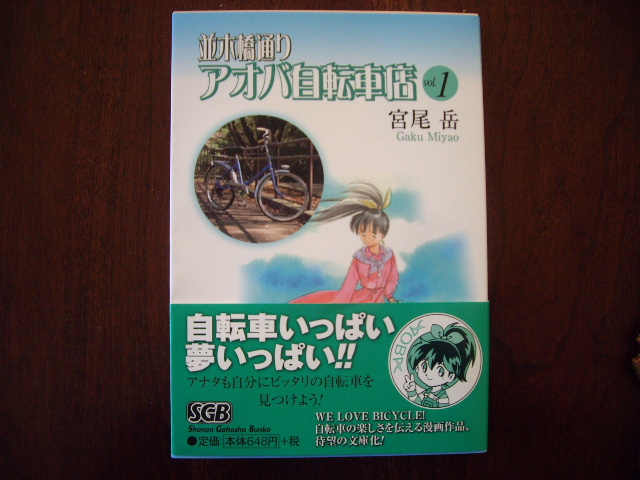 並木橋通り
アオバ自転車店 vol.1
宮尾 岳
Gaku Miyao
自転車いっぱい
夢いっぱい!!
アナタも自分にピッタリの自転車を
見つけよう!
AOBA
SGB
Shonen Gahosha Bunko
●定価:本体648円+税
WE LOVE BICYCLE!
自転車の楽しさを伝える漫画作品、
待望の文庫化!